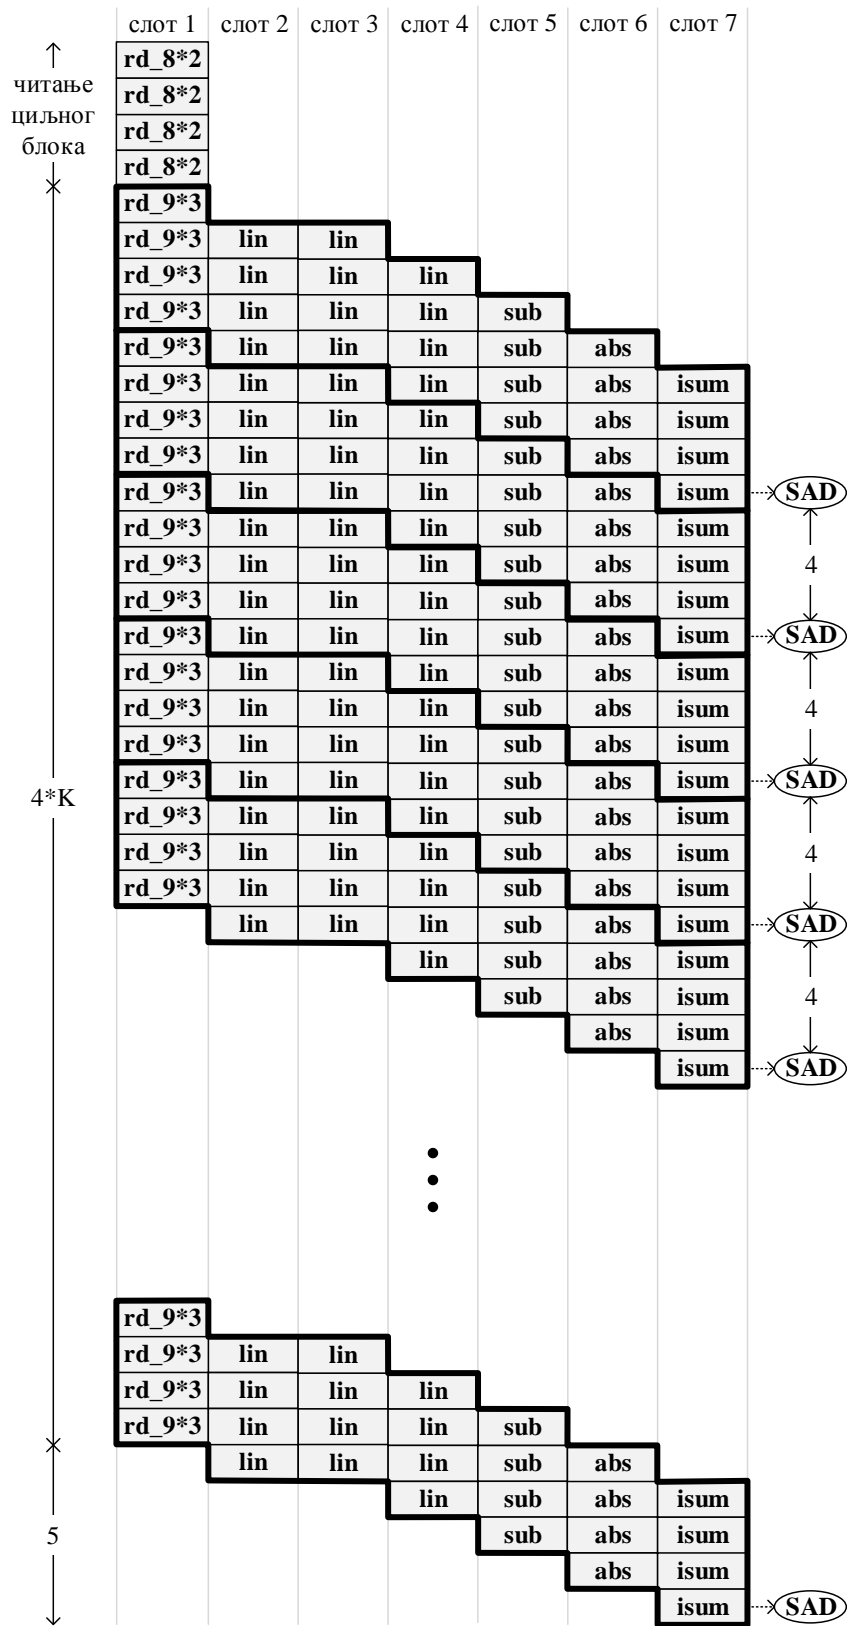 слот 1 слот 2 слот 3 слот 4 слот 5 слот 6 слот 7
rd_8*2
читање rd_8*2
циљног rd_8*2
блока rd_8*2
rd_9*3
rd_9*3 lin lin
rd_9*3 lin lin lin
rd_9*3 lin lin lin sub
rd_9*3 lin lin lin sub abs
rd_9*3 lin lin lin sub abs isum
rd_9*3 lin lin lin sub abs isum
rd_9*3 lin lin lin sub abs isum
rd_9*3 lin lin lin sub abs isum SAD
rd_9*3 lin lin lin sub abs isum
rd_9*3 lin lin lin sub abs isum 4
rd_9*3 lin lin lin sub abs isum
rd_9*3 lin lin lin sub abs isum SAD
rd_9*3 lin lin lin sub abs isum
rd_9*3 lin lin lin sub abs isum 4
rd_9*3 lin lin lin sub abs isum
4*K rd_9*3 lin lin lin sub abs isum SAD
rd_9*3 lin lin lin sub abs isum
rd_9*3 lin lin lin sub abs isum 4
rd_9*3 lin lin lin sub abs isum
lin lin lin sub abs isum SAD
lin sub abs isum
sub abs isum 4
abs isum
isum SAD
rd_9*3
rd_9*3 lin lin
rd_9*3 lin lin lin
rd_9*3 lin lin lin sub
lin lin lin sub abs
lin sub abs isum
5 sub abs isum
abs isum
isum SAD